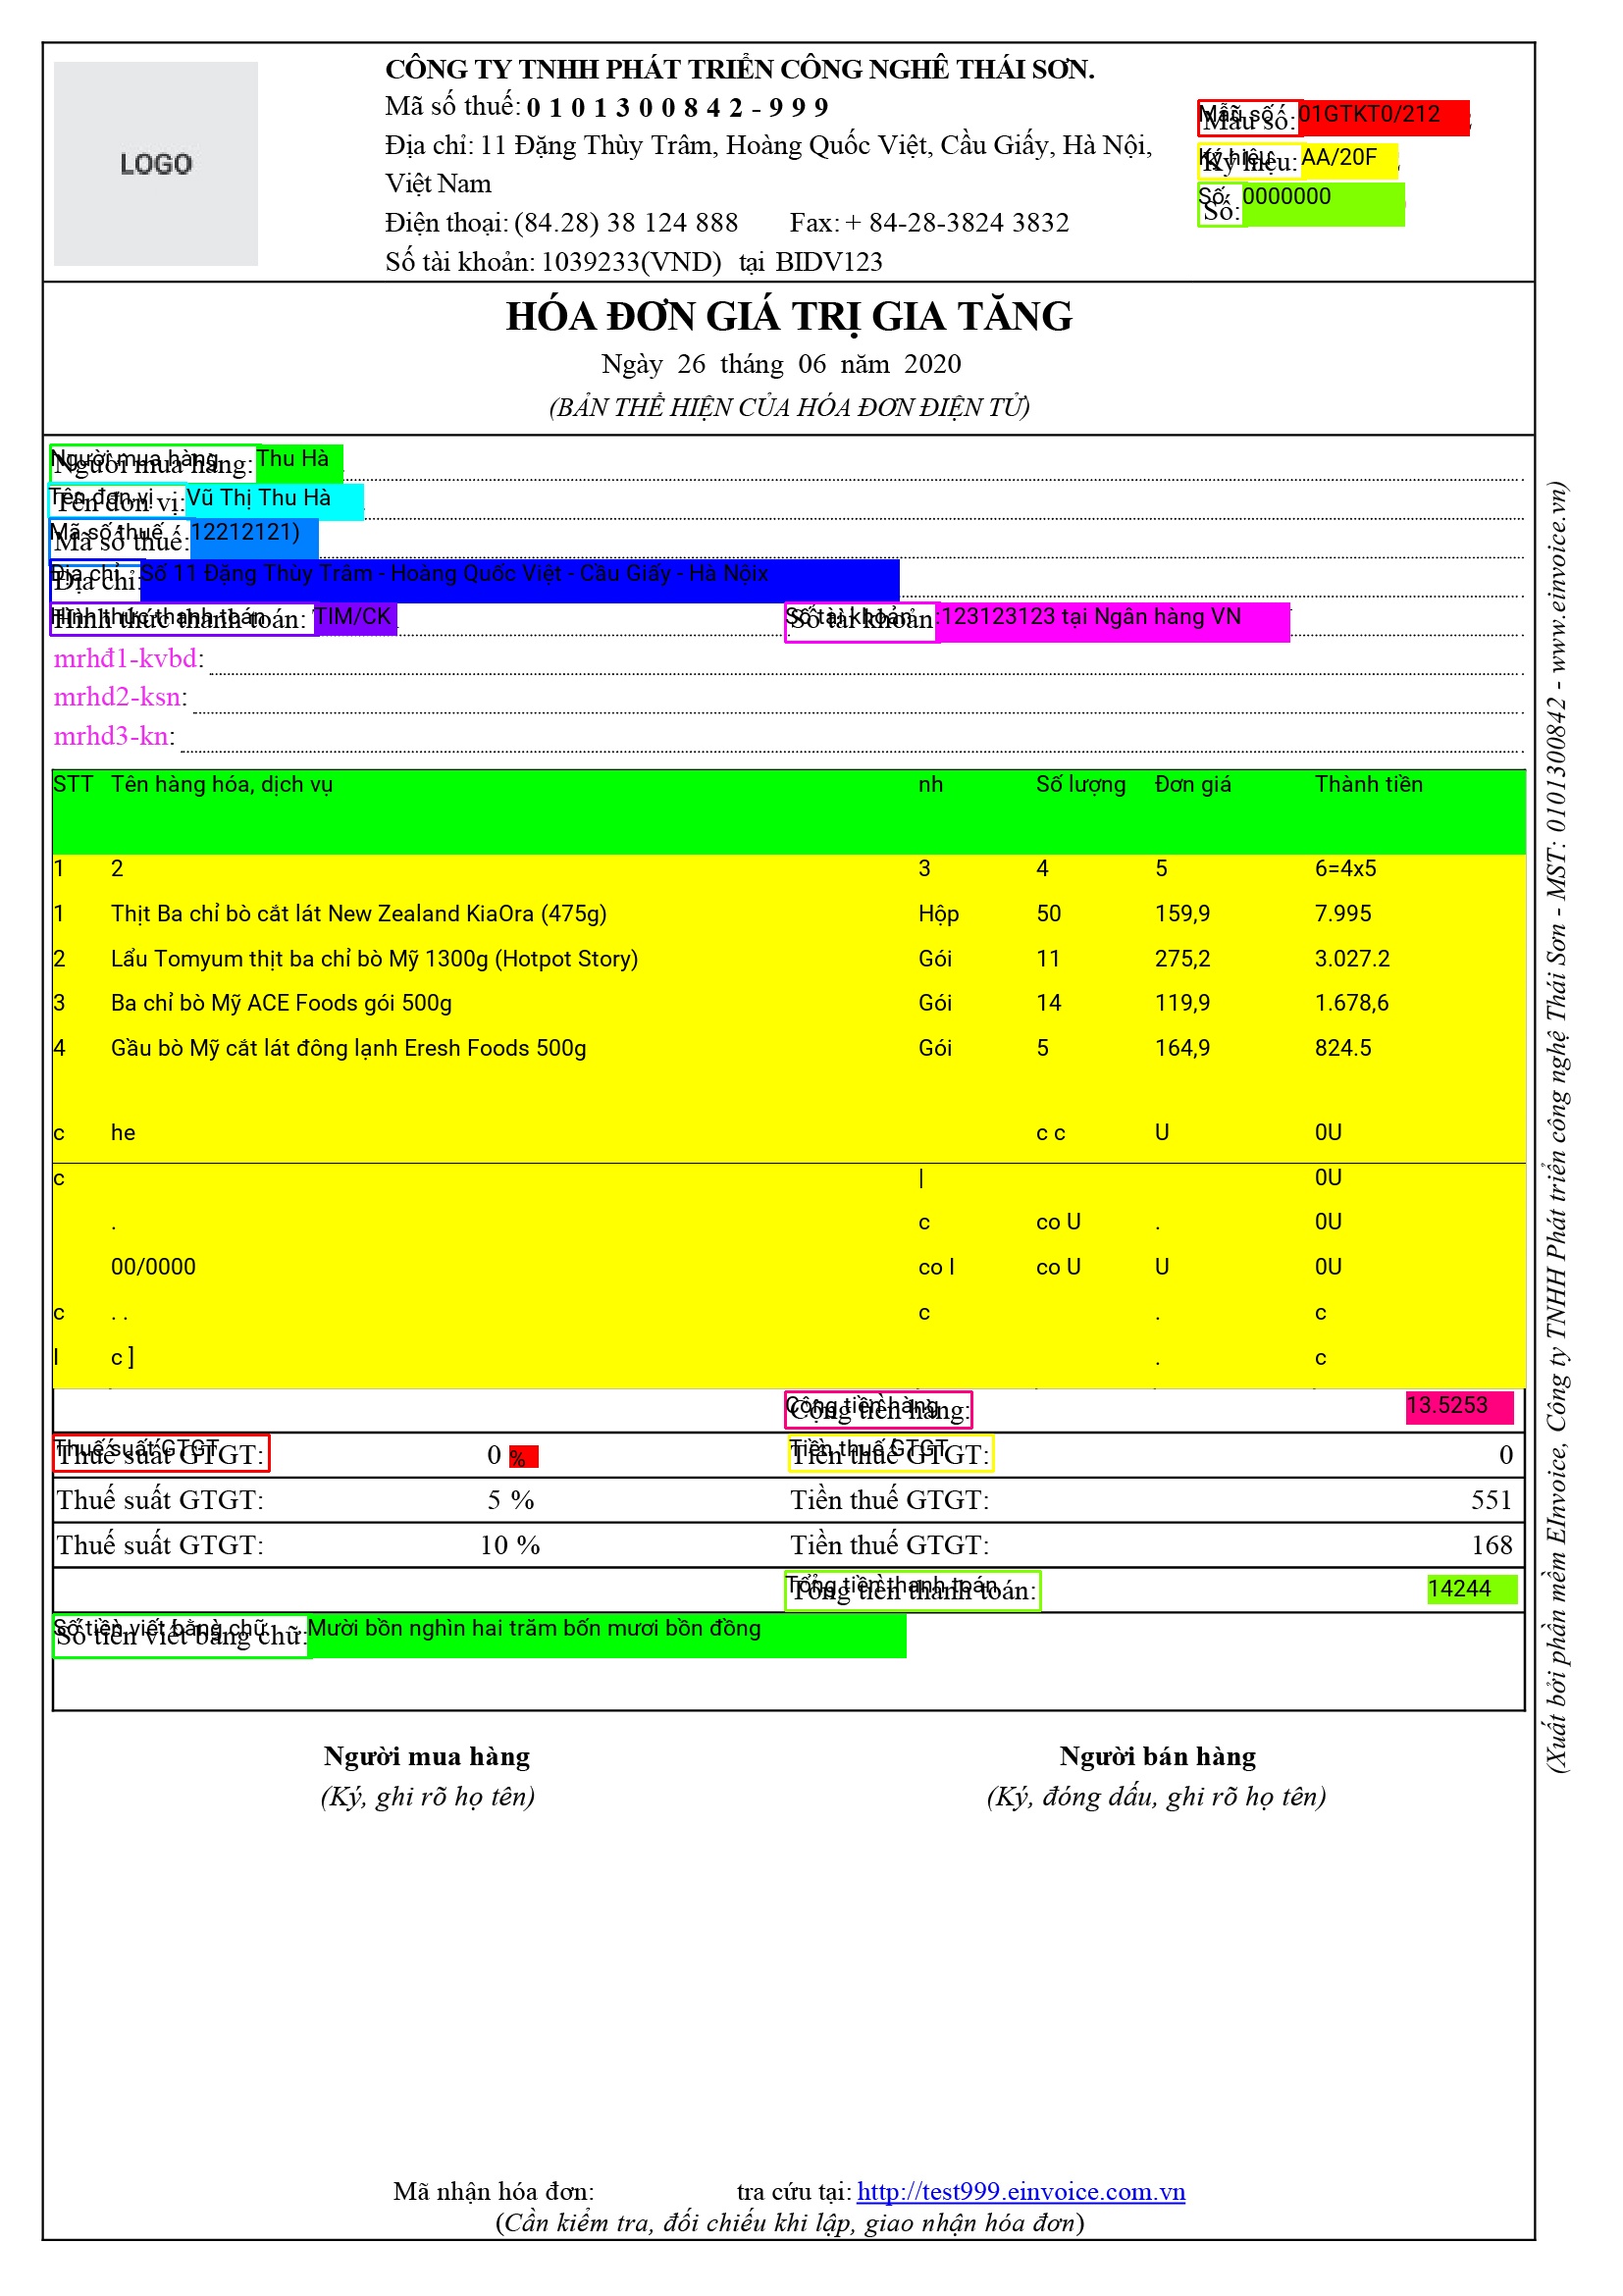 CÔNG TY TNHH PHÁT TRIỂN CÔNG NGHÊ THÁI SƠN.
LOGO
Mã số thuế: 0 1 0 1 3 0 0 8 4 2 - 9 9 9
Mẫu số: 01GTKT0/212
Địa chỉ: 11 Đặng Thùy Trâm, Hoàng Quốc Việt, Cầu Giấy, Hà Nội,
Việt Nam
Ký hiệu: AA/20F
Số: 0000000
Điện thoại: (84.28) 38 124 888 Fax: + 84-28-3824 3832
Số tài khoản: 1039233(VND) tại BIDV123
HÓA ĐƠN GIÁ TRỊ GIA TĂNG
Ngày 26 tháng 06 năm 2020
(BẢN THỂ HIỆN CỦA HÓA ĐƠN ĐIỆN TỬ)
Người mua hàng: Thu Hà
Tên đơn vị: Vũ Thị Thu Hà
Mã số thuế: 12212121)
Địa chỉ: Số 11 Đặng Thùy Trâm - Hoàng Quốc Việt - Cầu Giấy - Hà Nộix
Hình thức thanh toán: TIM/CK Số tài khoản :123123123 tại Ngân hàng VN
mrhđ1-kvbd:
mrhd2-ksn:
mrhd3-kn:
STT Tên hàng hóa, dịch vụ nh Số lượng Đơn giá Thành tiền
1 2 3 4 5 6=4x5
1 Thịt Ba chỉ bò cắt lát New Zealand KiaOra (475g) Hộp 50 159,9 7.995
2 Lẩu Tomyum thịt ba chỉ bò Mỹ 1300g (Hotpot Story) Gói 11 275,2 3.027.2
3 Ba chỉ bò Mỹ ACE Foods gói 500g Gói 14 119,9 1.678,6
4 Gầu bò Mỹ cắt lát đông lạnh Eresh Foods 500g Gói 5 164,9 824.5
c he c c U 0U
c | 0U
. c co U . 0U
00/0000 co l co U U 0U
c . . c . c
l c ] . c
Cộng tiền hàng: 13.5253
Thuế suất GTGT: 0 % Tiền thuế GTGT: 0
Thuế suất GTGT: 5 % Tiền thuế GTGT: 551
Thuế suất GTGT: 10 % Tiền thuế GTGT: 168
Tổng tiền thanh toán: 14244
Số tiền viết bằng chữ: Mười bồn nghìn hai trăm bốn mươi bồn đồng
Người mua hàng Người bán hàng
(Ký, ghi rõ họ tên) (Ký, đóng dấu, ghi rõ họ tên)
Mã nhận hóa đơn: tra cứu tại: http://test999.einvoice.com.vn
(Cần kiểm tra, đối chiếu khi lập, giao nhận hóa đơn)
(Xuất bởi phần mềm EInvoice, Công ty TNHH Phát triển công nghệ Thái Sơn - MST: 0101300842 - www.einvoice.vn)